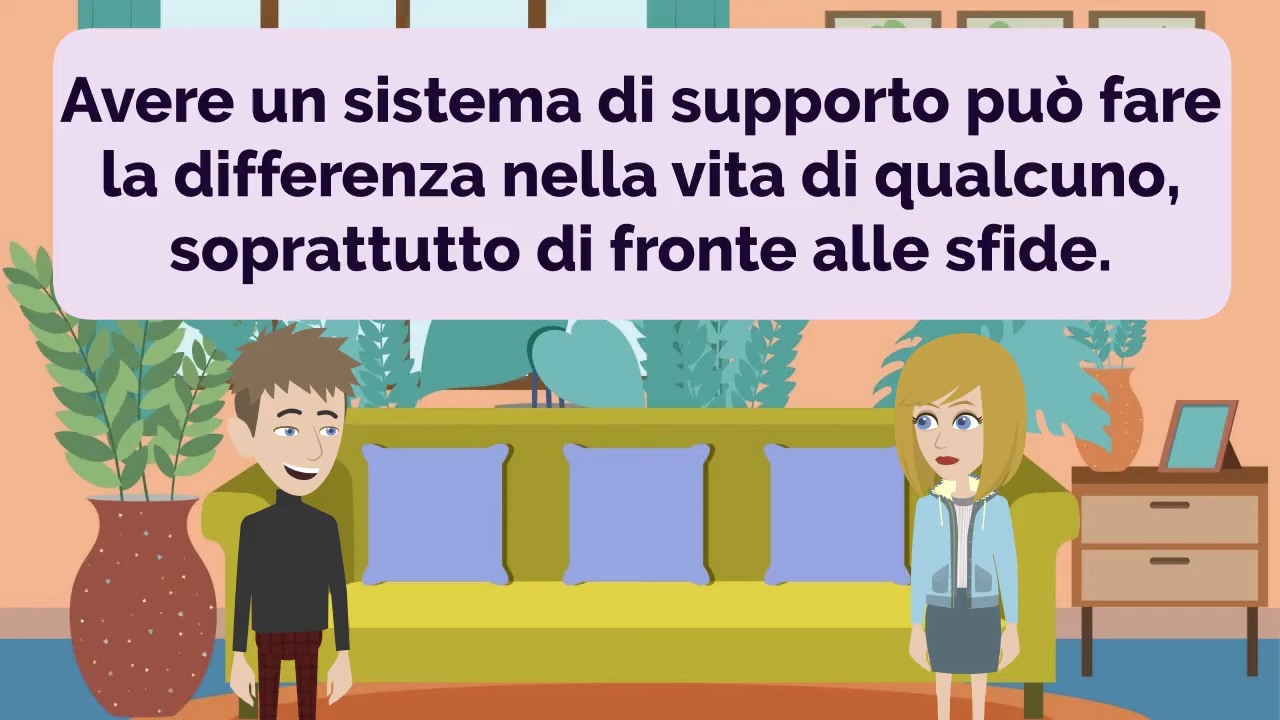 Avere un sistema di supporto può fare
la differenza nella vita di qualcuno,
soprattutto di fronte alle sfide.